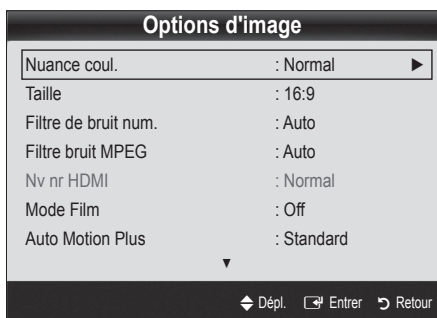 Options d'image
Nuance coul. : Normal ►
Taille : 16:9
Filtre de bruit num. : Auto
Filtre bruit MPEG : Auto
Nv nr HDMI : Normal
Mode Film : Off
Auto Motion Plus : Standard
▼
Dépl. Entrer Retour